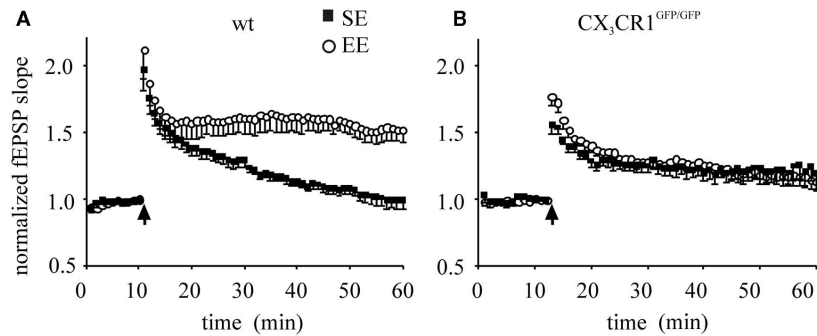 A
wt
SE
EE
B
CX₃CR1^GFP/GFP
normalized fEPSP slope
2.0
1.5
1.0
0.5
0 10 20 30 40 50 60
time (min)
2.0
1.5
1.0
0.5
0 10 20 30 40 50 60
time (min)